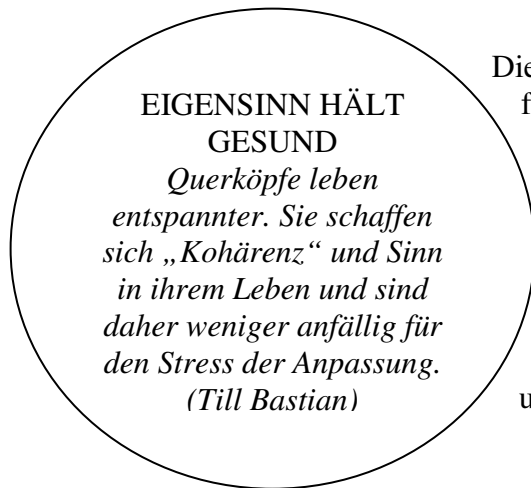 EIGENSINN HÄLT
GESUND
Querköpfe leben
entspannter. Sie schaffen
sich „Kohärenz“ und Sinn
in ihrem Leben und sind
daher weniger anfällig für
den Stress der Anpassung.
(Till Bastian)
Die
f
u